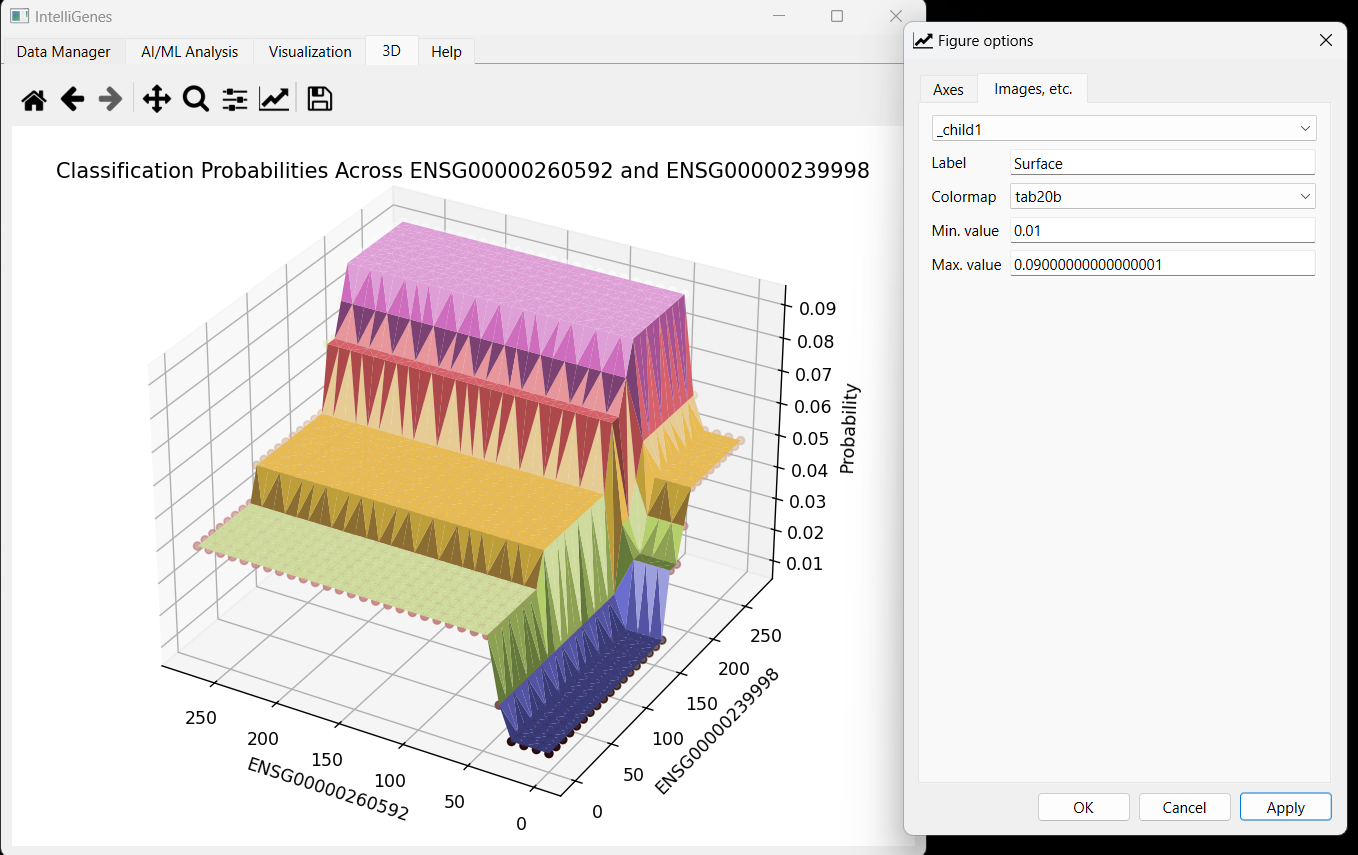 IntelliGenes
Data Manager AI/ML Analysis Visualization 3D Help
Classification Probabilities Across ENSG00000260592 and ENSG00000239998
0.09
0.08
0.07
0.06
0.05
0.04
0.03
0.02
0.01
Probability
250
200
150
100
50
0
ENSG00000239998
250
200
150
100
50
0
ENSG00000260592
Figure options
Axes Images, etc.
_child1
Label Surface
Colormap tab20b
Min. value 0.01
Max. value 0.09000000000000001
OK Cancel Apply